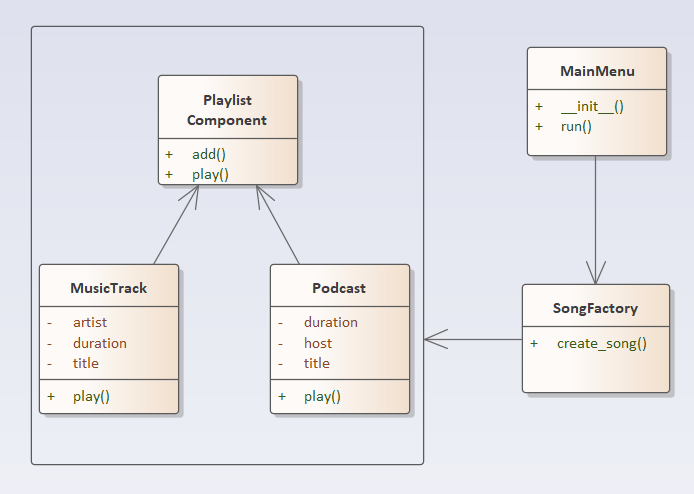 Playlist
Component
+ add()
+ play()
MusicTrack
- artist
- duration
- title
+ play()
Podcast
- duration
- host
- title
+ play()
MainMenu
+ __init__()
+ run()
SongFactory
+ create_song()